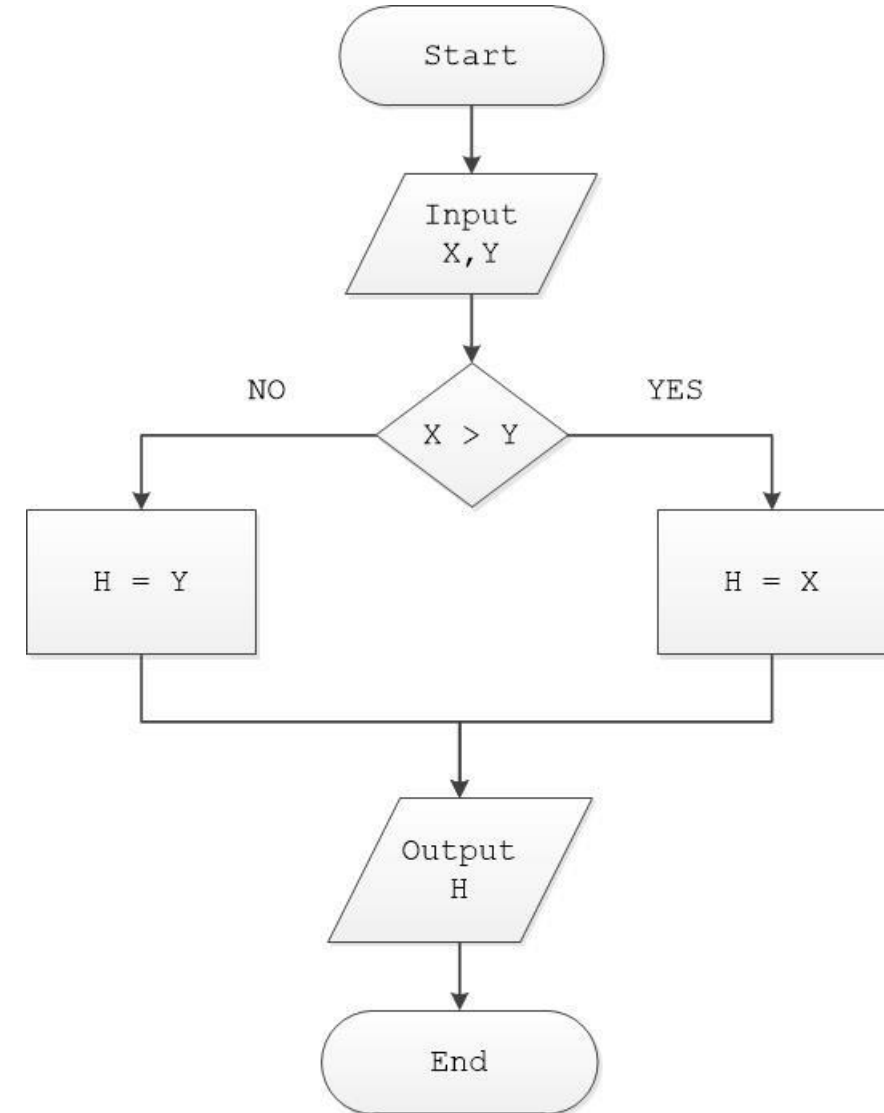 Start
Input
X,Y
NO
YES
X > Y
H = Y
H = X
Output
H
End